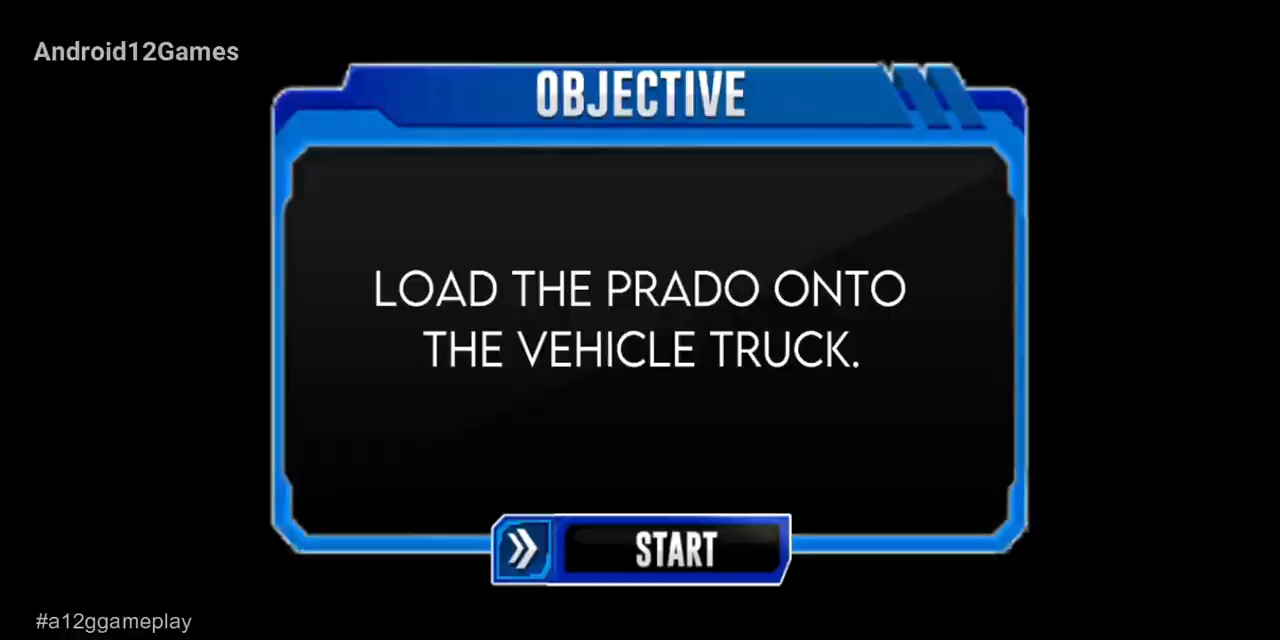 Android12Games
OBJECTIVE
LOAD THE PRADO ONTO
THE VEHICLE TRUCK.
START
#a12ggameplay